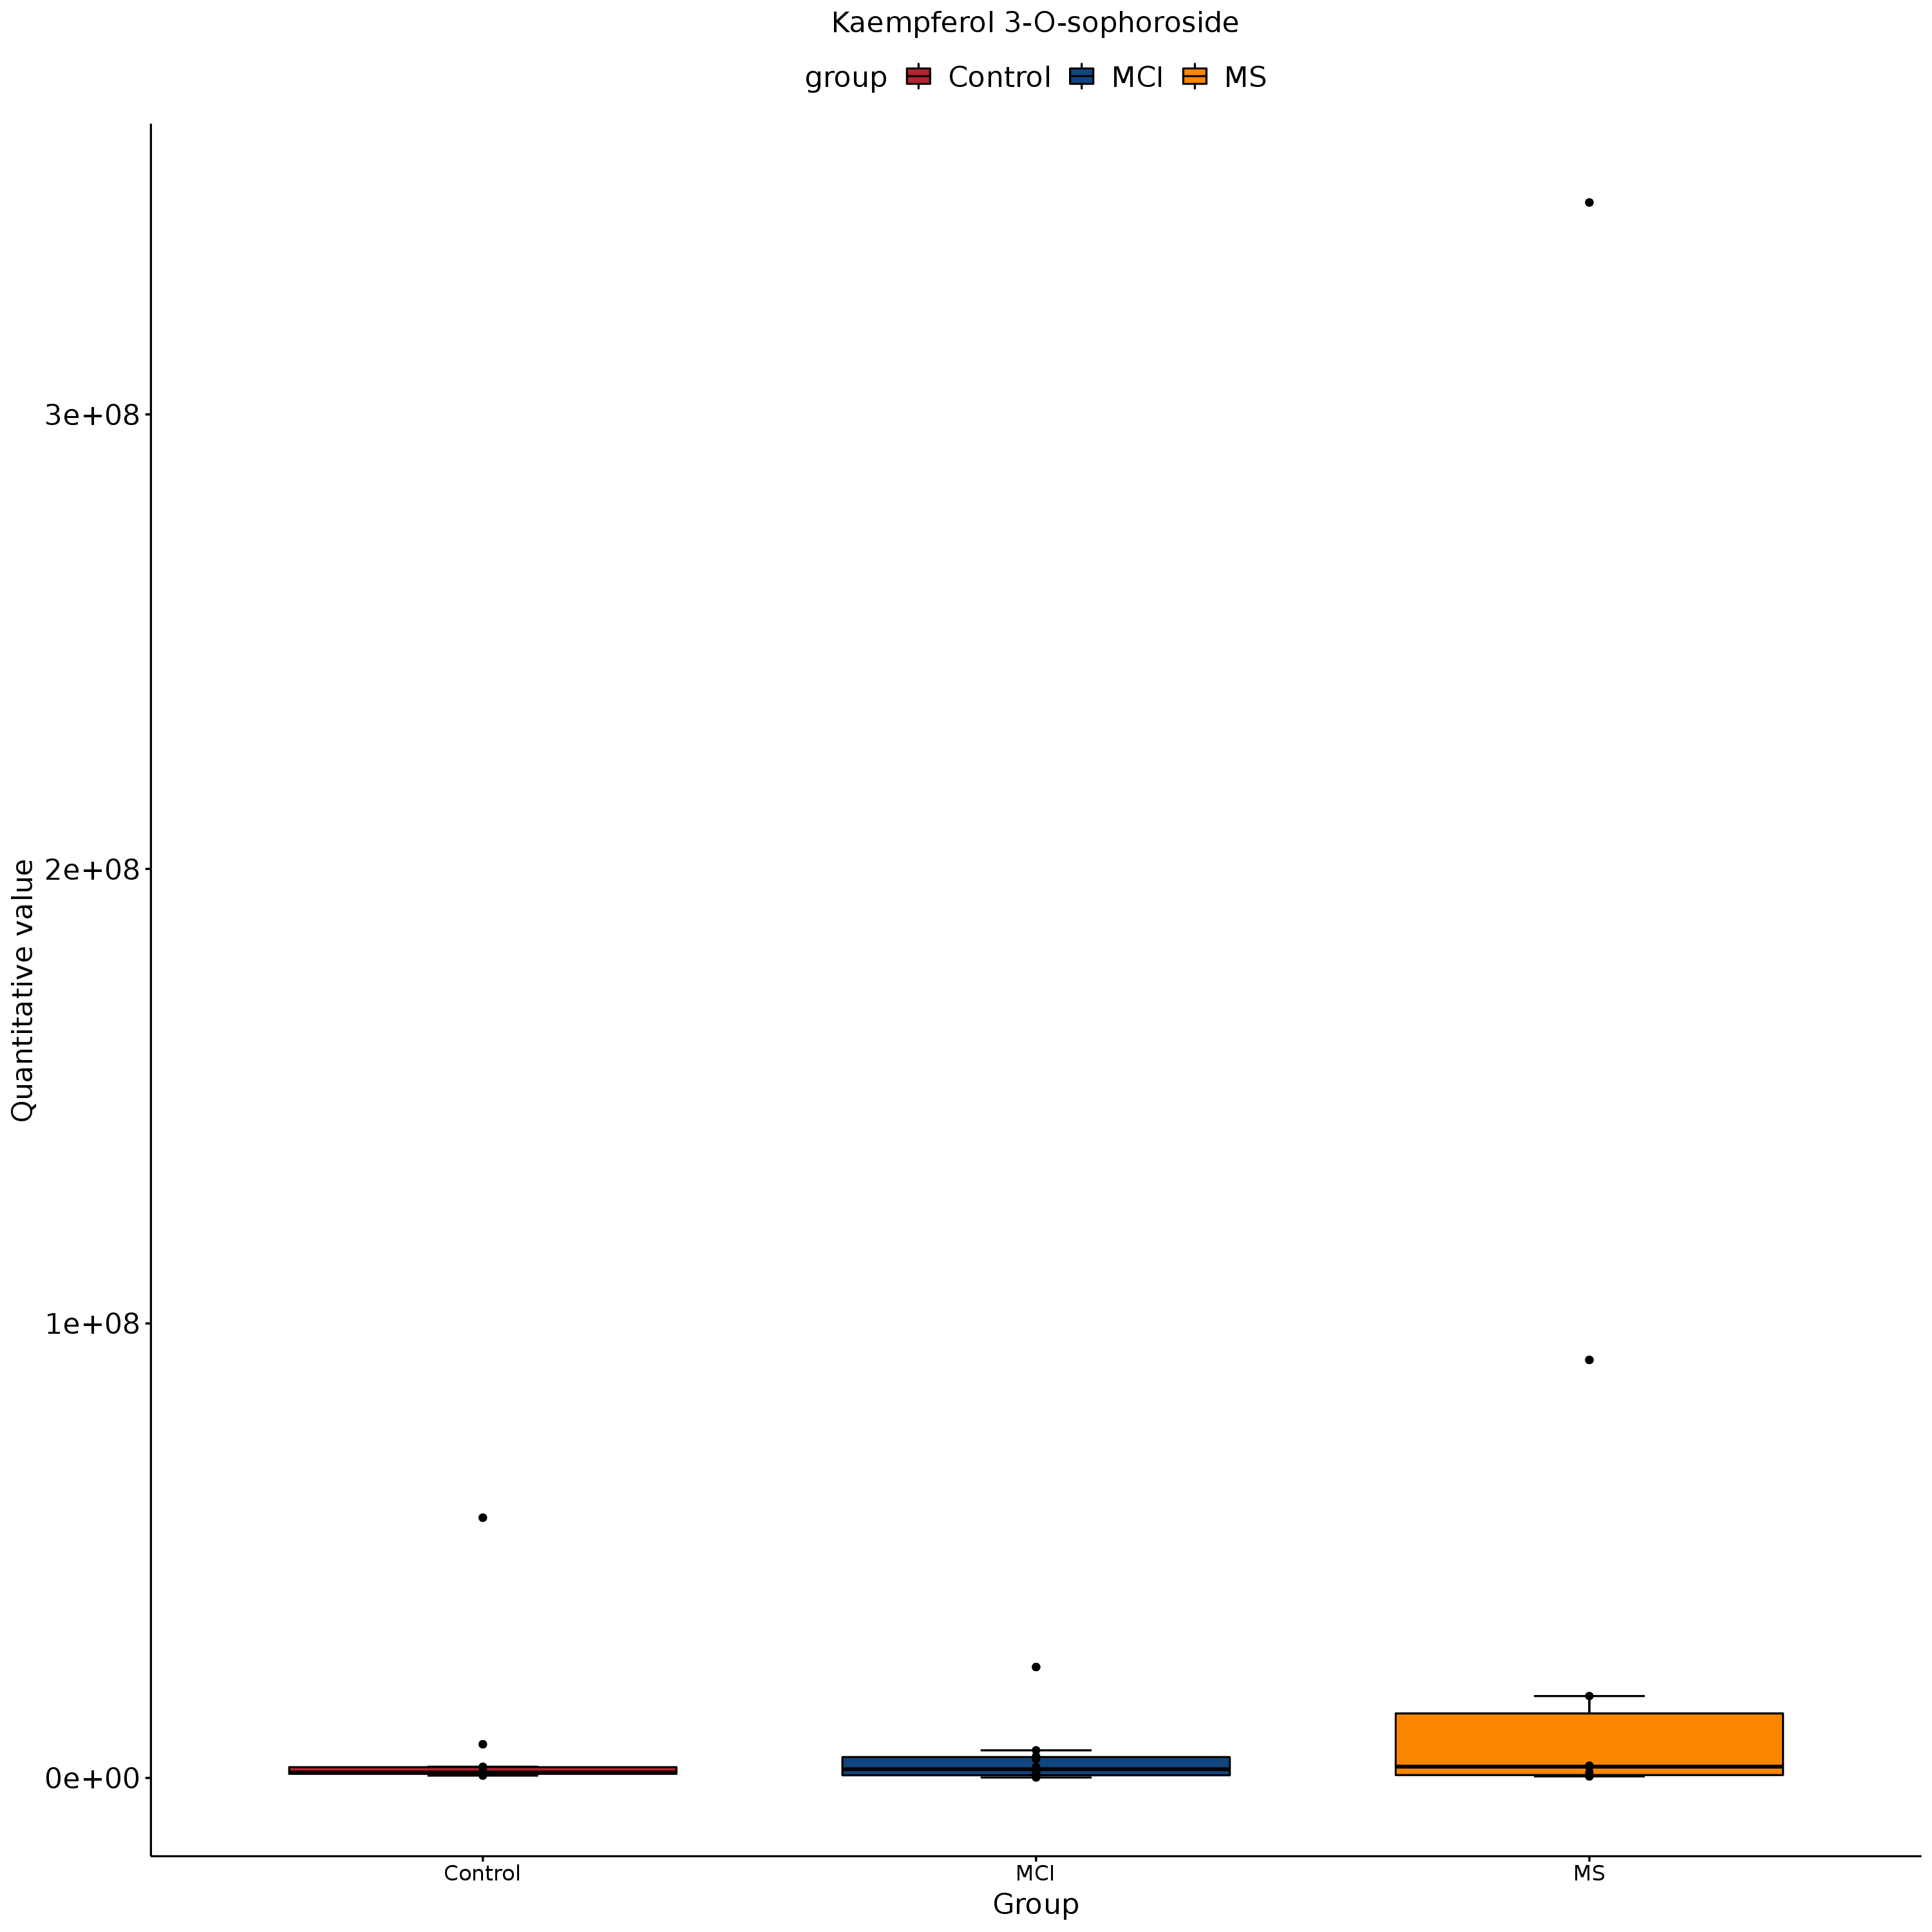 Kaempferol 3-O-sophoroside
group Control MCI MS
Quantitative value
3e+08
2e+08
1e+08
0e+00
Control MCI MS
Group